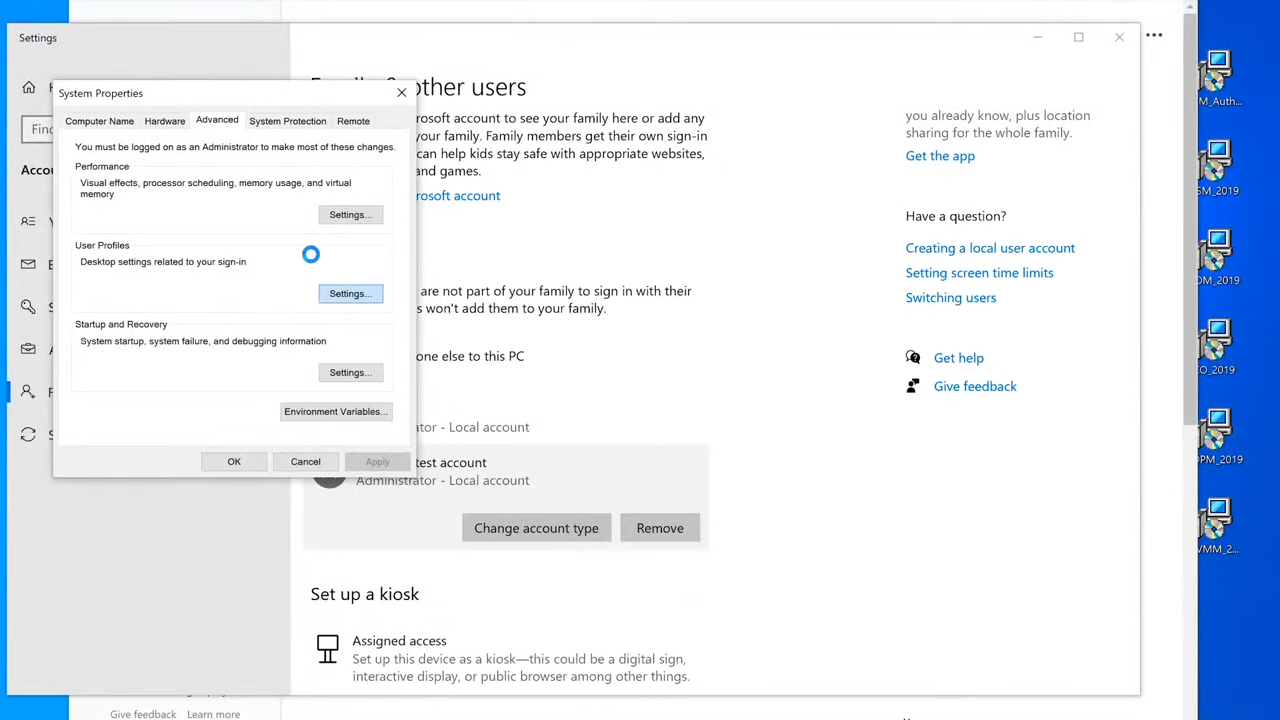 Settings
System Properties
Computer Name
Hardware
Advanced
System Protection
Remote
You must be logged on as an Administrator to make most of these changes.
Performance
Visual effects, processor scheduling, memory usage, and virtual
memory
Settings...
User Profiles
Desktop settings related to your sign-in
Settings...
Startup and Recovery
System startup, system failure, and debugging information
Settings...
Environment Variables...
OK
Cancel
Apply
Find
Acco
other users
rosoft account to see your family here or add any
your family. Family members get their own sign-in
can help kids stay safe with appropriate websites,
and games.
rosoft account
are not part of your family to sign in with their
s won't add them to your family.
one else to this PC
ator - Local account
test account
Administrator - Local account
Change account type
Remove
Set up a kiosk
Assigned access
Set up this device as a kiosk—this could be a digital sign,
interactive display, or public browser among other things.
you already know, plus location
sharing for the whole family.
Get the app
Have a question?
Creating a local user account
Setting screen time limits
Switching users
Get help
Give feedback
M_Auth...
SM_2019
OM_2019
CO_2019
DPM_2019
VMM_2...
Give feedback
Learn more